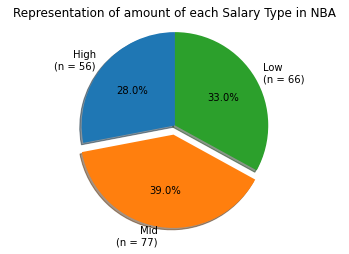 Representation of amount of each Salary Type in NBA
High
(n = 56)
28.0%
Low
(n = 66)
33.0%
39.0%
Mid
(n = 77)